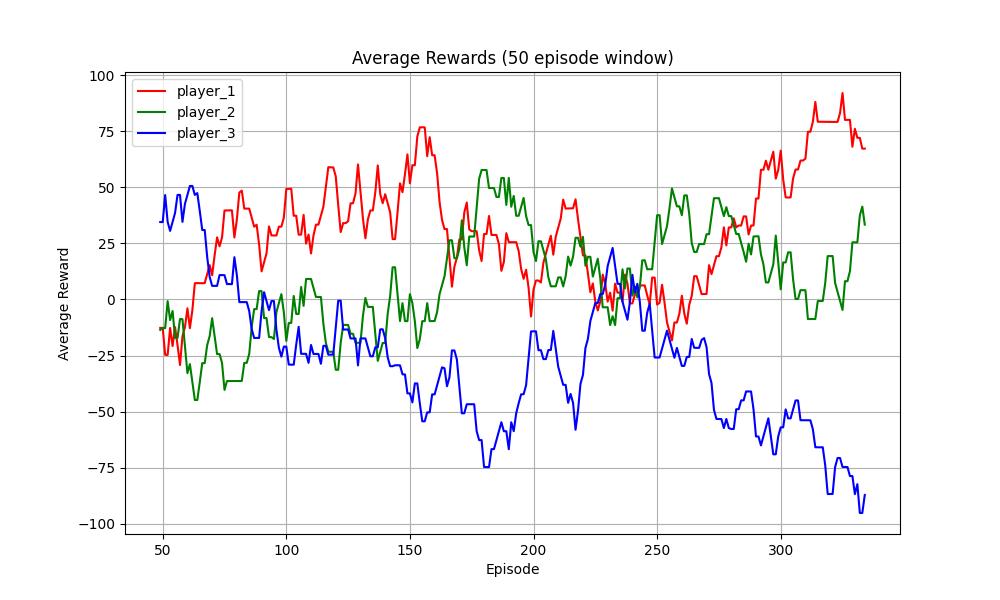 Average Rewards (50 episode window)
player_1
player_2
player_3
Average Reward
100
75
50
25
0
−25
−50
−75
−100
50
100
150
200
250
300
Episode